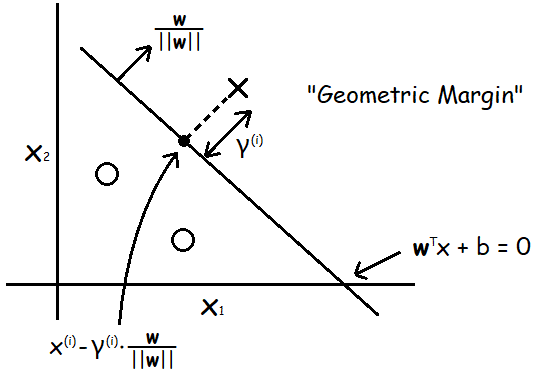 w
||w||
"Geometric Margin"
γ⁽ⁱ⁾
x₂
wᵀx + b = 0
x₁
x⁽ⁱ⁾-γ⁽ⁱ⁾·w
||w||